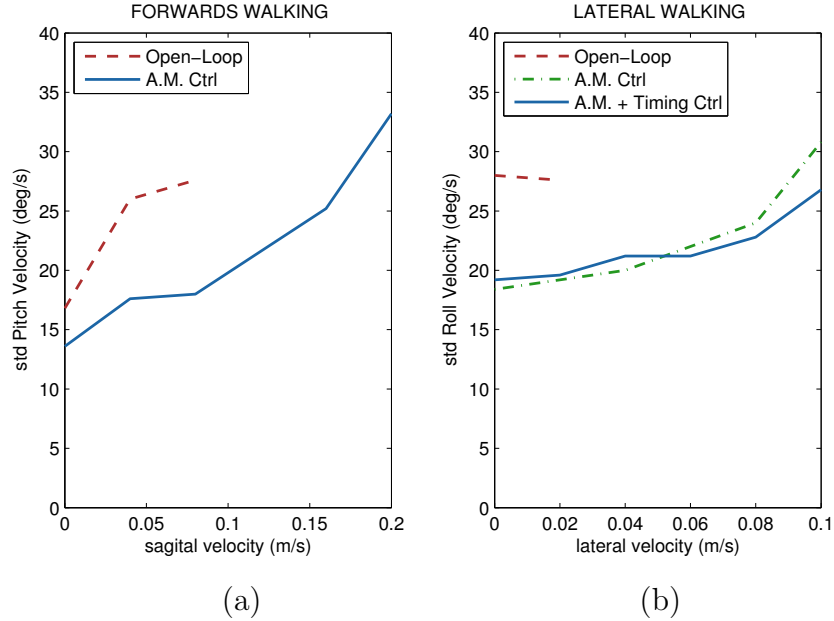 FORWARDS WALKING
Open-Loop
A.M. Ctrl
40
35
30
25
20
15
10
5
0
std Pitch Velocity (deg/s)
0
0.05
0.1
0.15
0.2
sagital velocity (m/s)
(a)
LATERAL WALKING
Open-Loop
A.M. Ctrl
A.M. + Timing Ctrl
40
35
30
25
20
15
10
5
0
std Roll Velocity (deg/s)
0
0.02
0.04
0.06
0.08
0.1
lateral velocity (m/s)
(b)